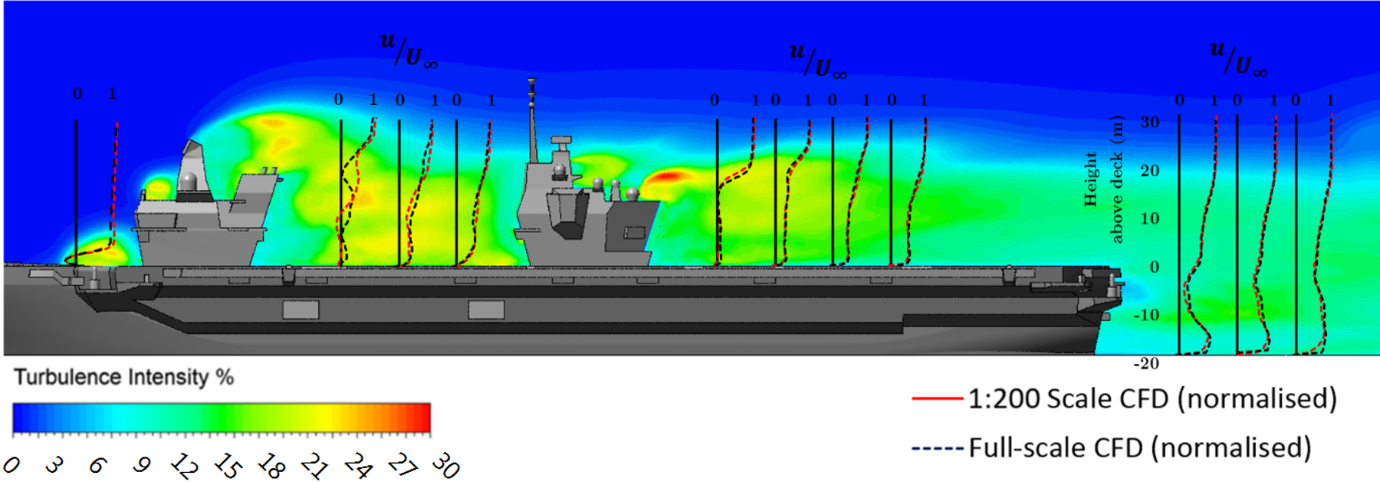 u/U∞
u/U∞
u/U∞
0 1
0 1 0 1 0 1
0 1 0 1 0 1 0 1
0 1 0 1 0 1
Height
above deck (m)
30
20
10
0
-10
-20
Turbulence Intensity %
0 3 6 9 12 15 18 21 24 27 30
1:200 Scale CFD (normalised)
Full-scale CFD (normalised)